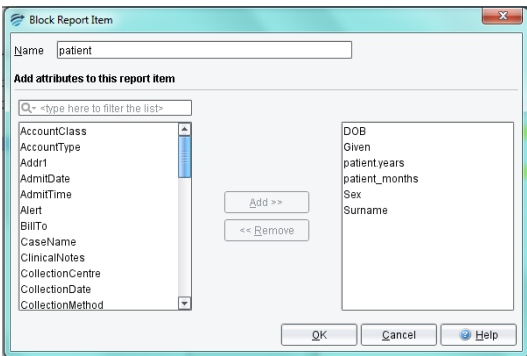 Block Report Item
Name patient
Add attributes to this report item
<type here to filter the list>
AccountClass
AccountType
Addr1
AdmitDate
AdmitTime
Alert
BillTo
CaseName
ClinicalNotes
CollectionCentre
CollectionDate
CollectionMethod
Add >>
<< Remove
DOB
Given
patient.years
patient_months
Sex
Surname
OK Cancel Help